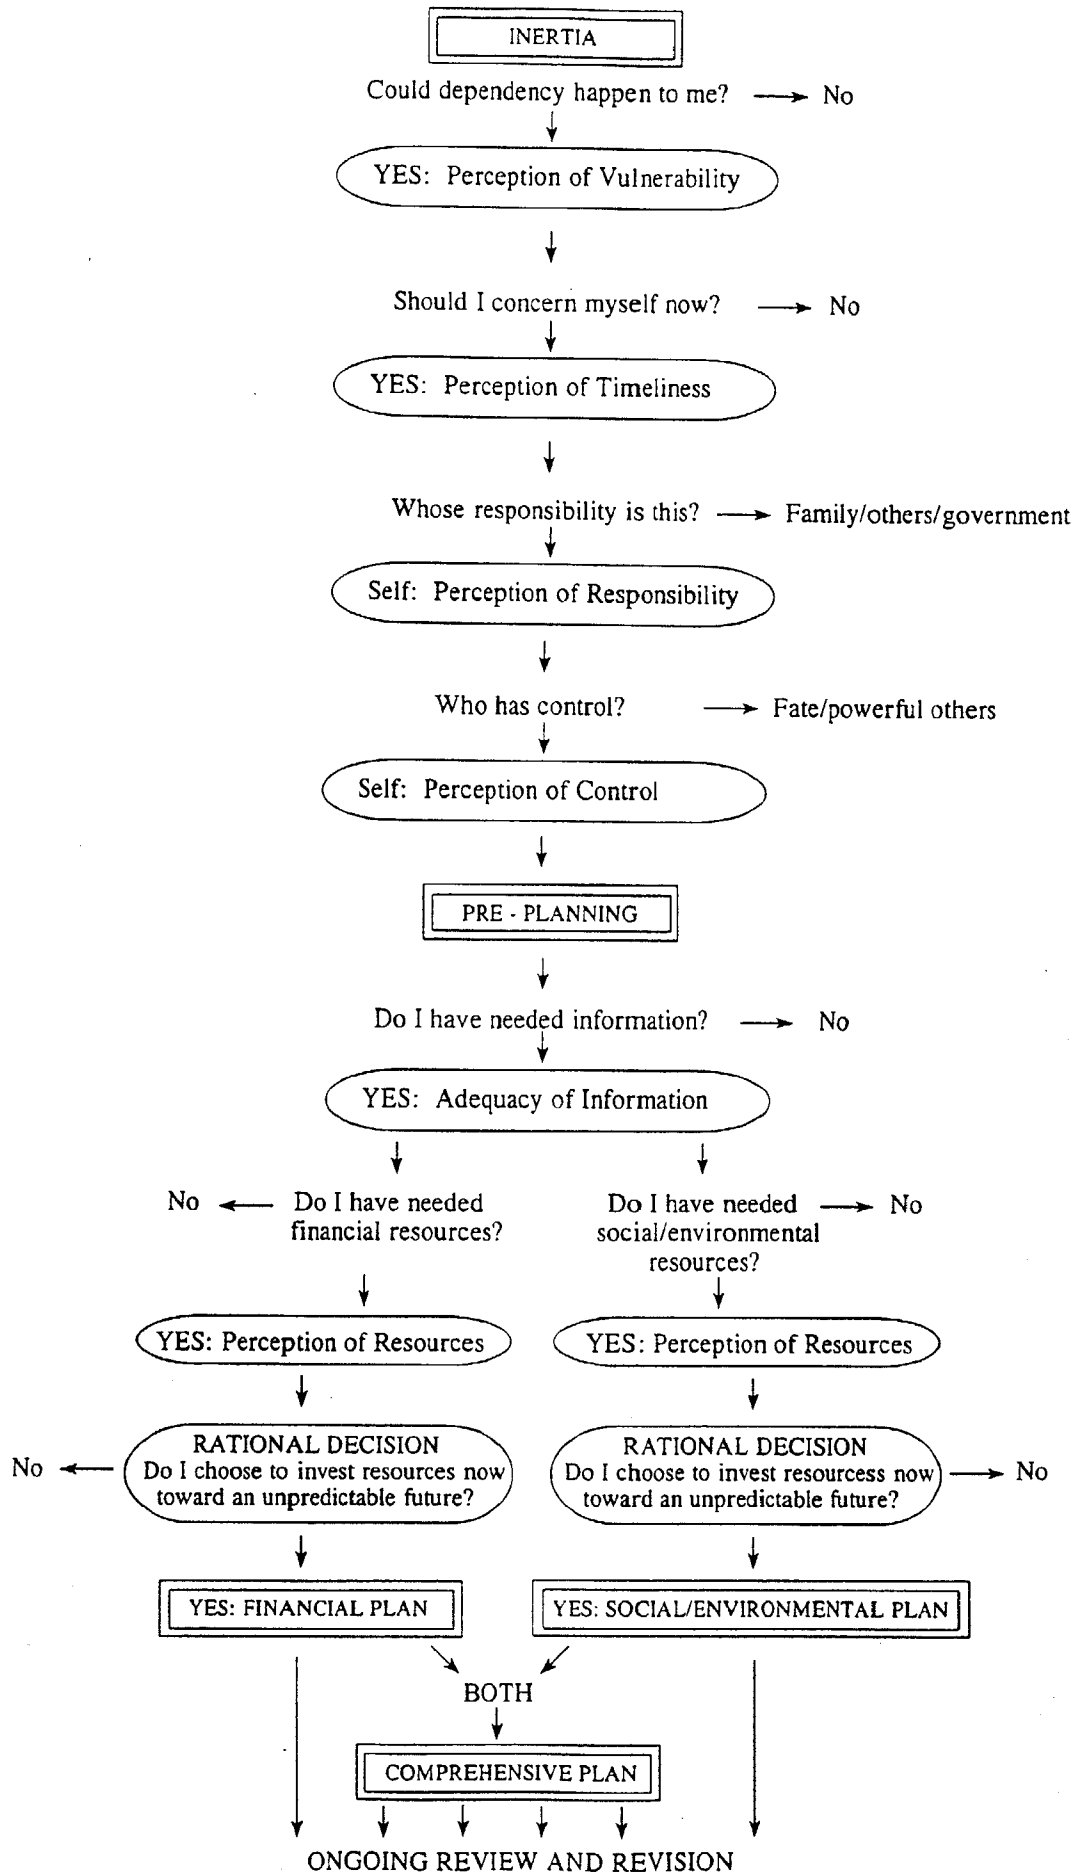 INERTIA
Could dependency happen to me? No
YES: Perception of Vulnerability
Should I concern myself now? No
YES: Perception of Timeliness
Whose responsibility is this? Family/others/government
Self: Perception of Responsibility
Who has control? Fate/powerful others
Self: Perception of Control
PRE - PLANNING
Do I have needed information? No
YES: Adequacy of Information
No Do I have needed
financial resources?
Do I have needed No
social/environmental
resources?
YES: Perception of Resources
YES: Perception of Resources
RATIONAL DECISION
No Do I choose to invest resources now
toward an unpredictable future?
RATIONAL DECISION
Do I choose to invest resourcess now No
toward an unpredictable future?
YES: FINANCIAL PLAN
YES: SOCIAL/ENVIRONMENTAL PLAN
BOTH
COMPREHENSIVE PLAN
ONGOING REVIEW AND REVISION